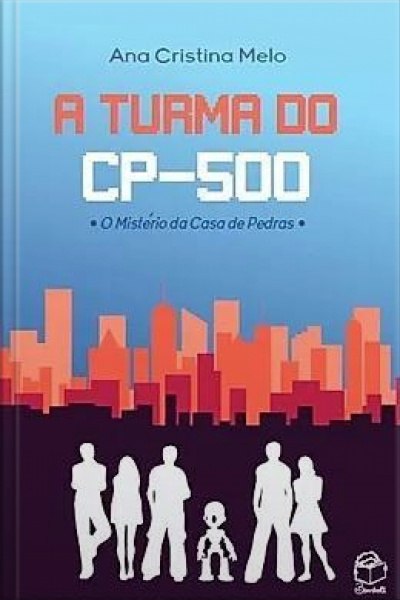 Ana Cristina Melo
A TURMA DO
CP-500
• O Mistério da Casa de Pedras •